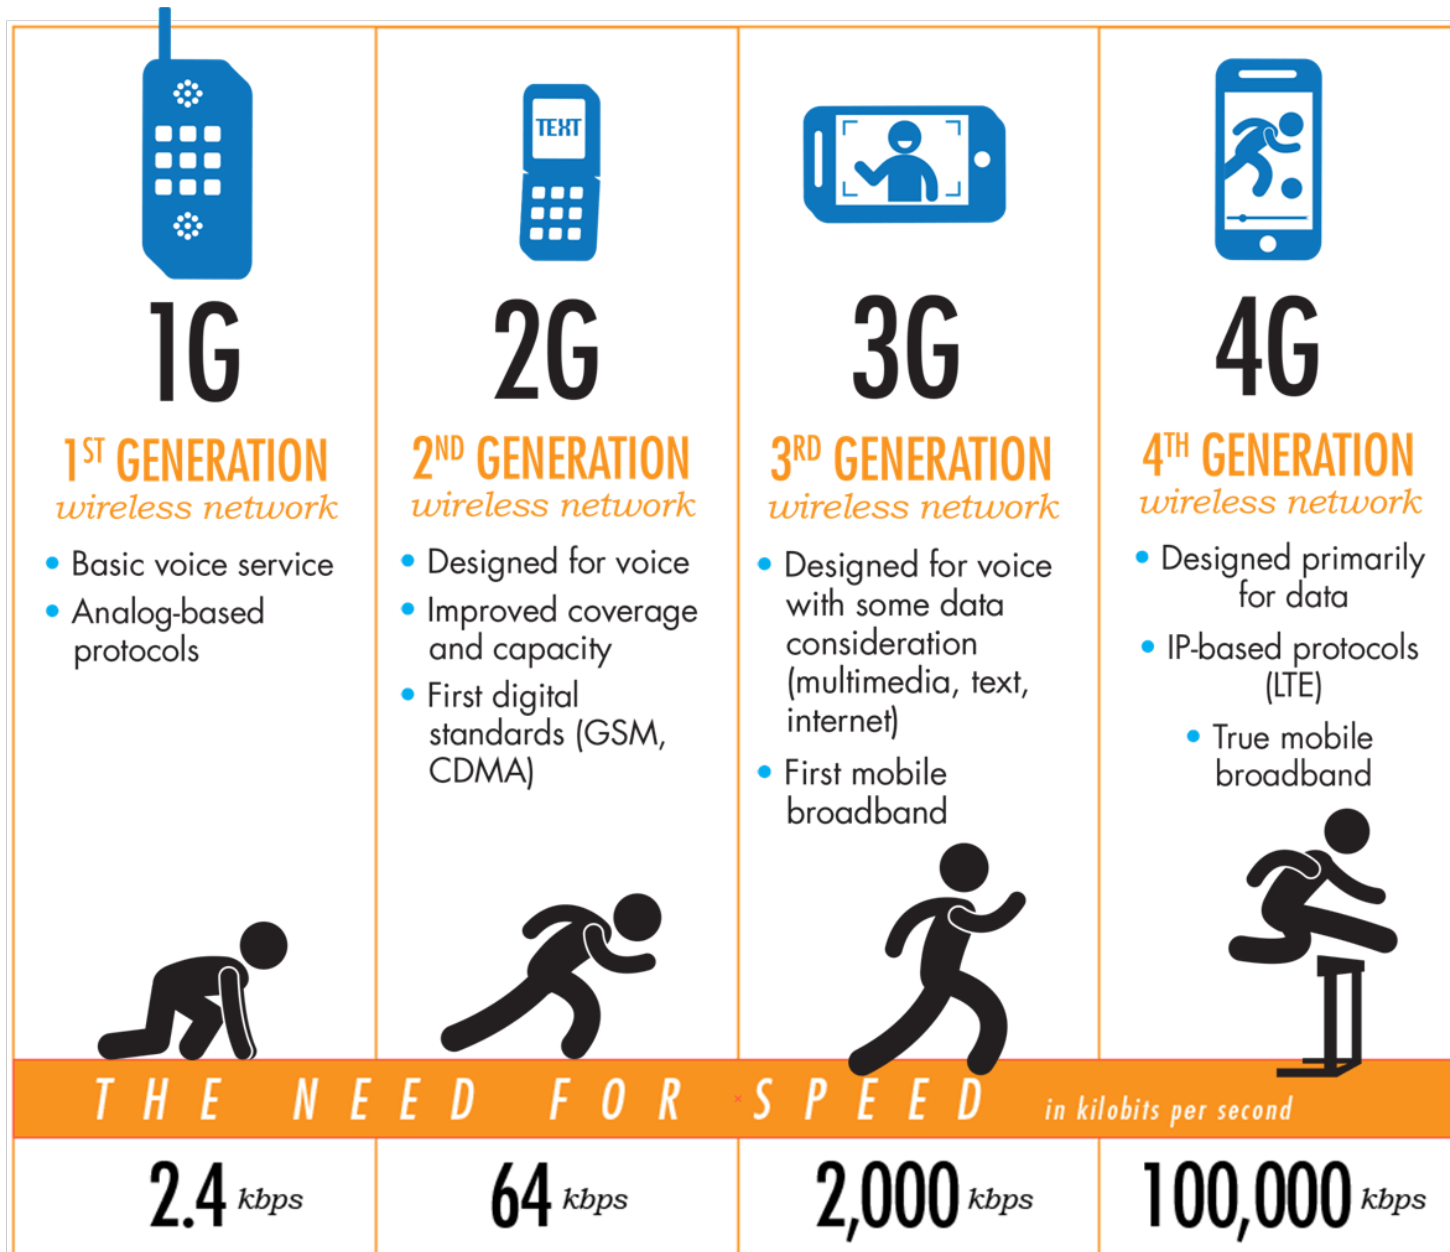 TEXT
1G
1ST GENERATION
wireless network
• Basic voice service
• Analog-based
protocols
2G
2ND GENERATION
wireless network
• Designed for voice
• Improved coverage
and capacity
• First digital
standards (GSM,
CDMA)
3G
3RD GENERATION
wireless network
• Designed for voice
with some data
consideration
(multimedia, text,
internet)
• First mobile
broadband
4G
4TH GENERATION
wireless network
• Designed primarily
for data
• IP-based protocols
(LTE)
• True mobile
broadband
THE NEED FOR SPEED in kilobits per second
2.4 kbps
64 kbps
2,000 kbps
100,000 kbps